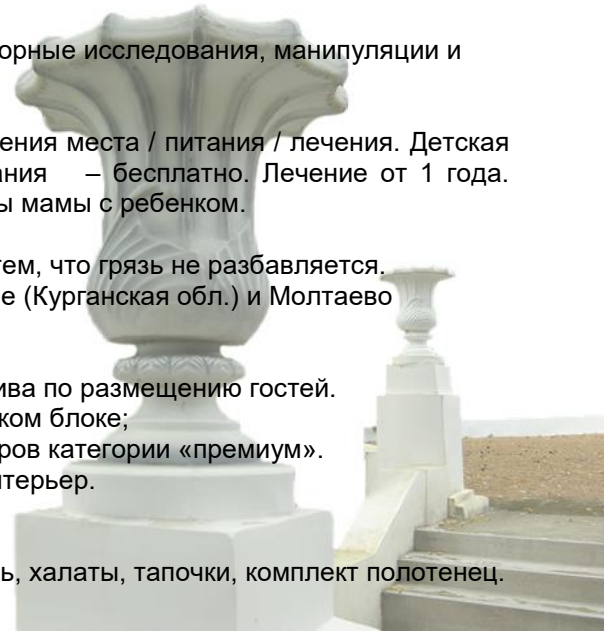 орные исследования, манипуляции и
ения места / питания / лечения. Детская
ания – бесплатно. Лечение от 1 года.
ы мамы с ребенком.
тем, что грязь не разбавляется.
е (Курганская обл.) и Молтаево
ива по размещению гостей.
ком блоке;
ров категории «премиум».
нтерьер.
ь, халаты, тапочки, комплект полотенец.